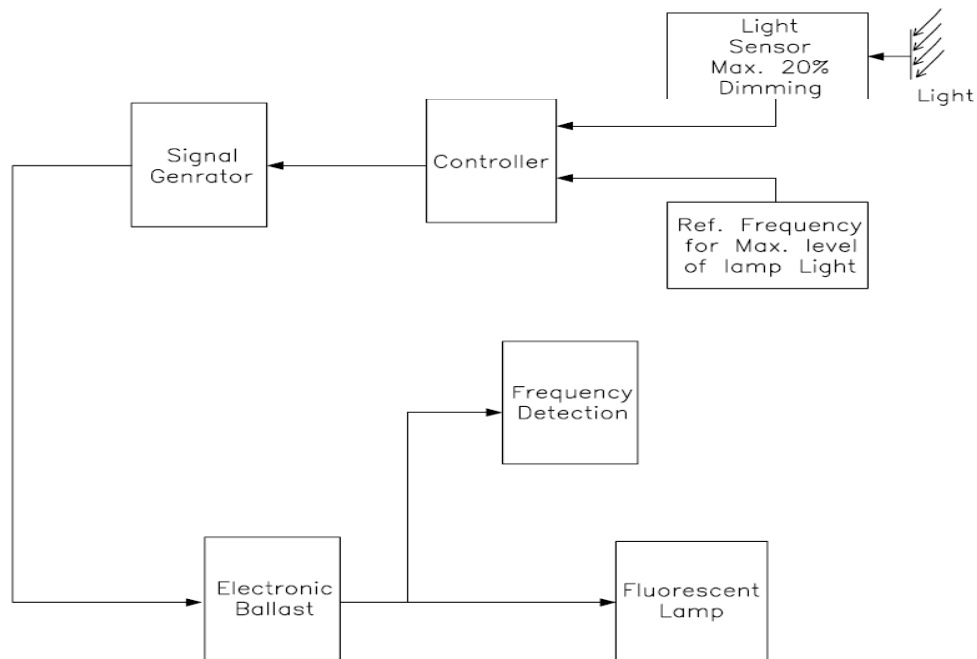 Light
Sensor
Max. 20%
Dimming
Light
Signal
Genrator
Controller
Ref. Frequency
for Max. level
of lamp Light
Frequency
Detection
Electronic
Ballast
Fluorescent
Lamp